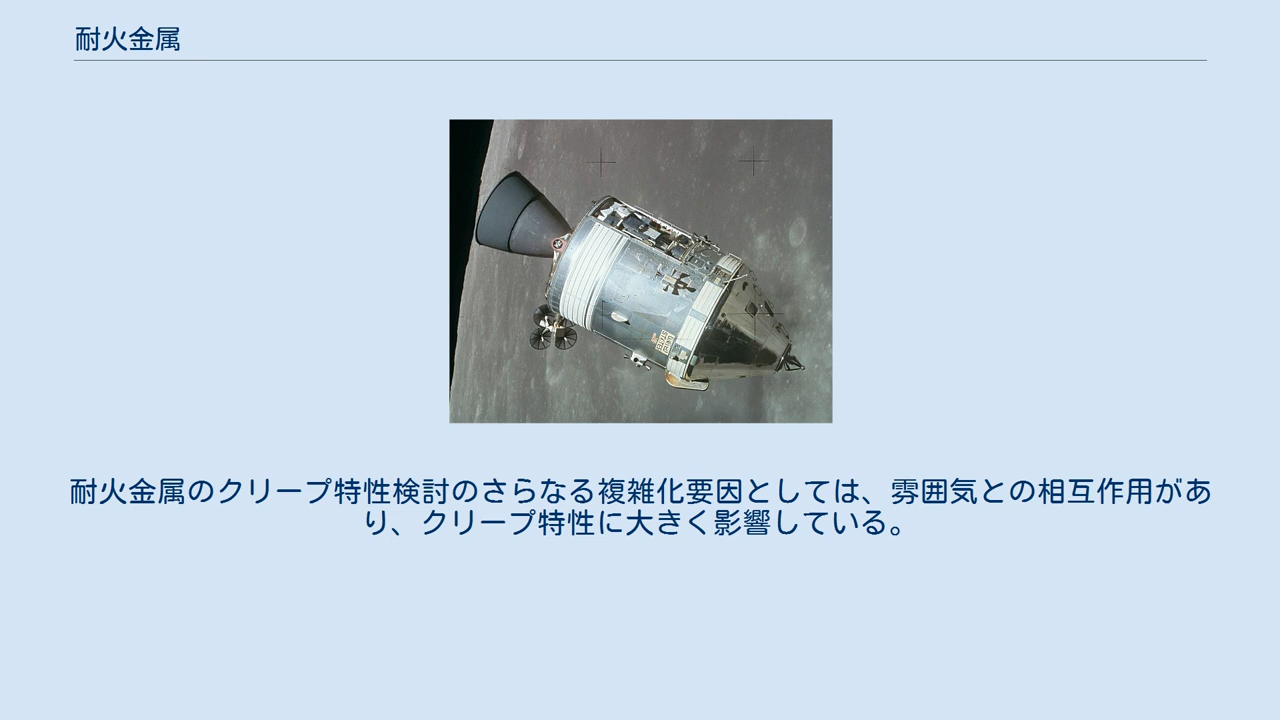 耐火金属
耐火金属のクリープ特性検討のさらなる複雑化要因としては、雰囲気との相互作用があ
り、クリープ特性に大きく影響している。